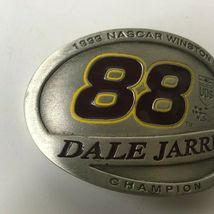 1999 NASCAR WINSTON
88
DALE JARR
CHAMPION